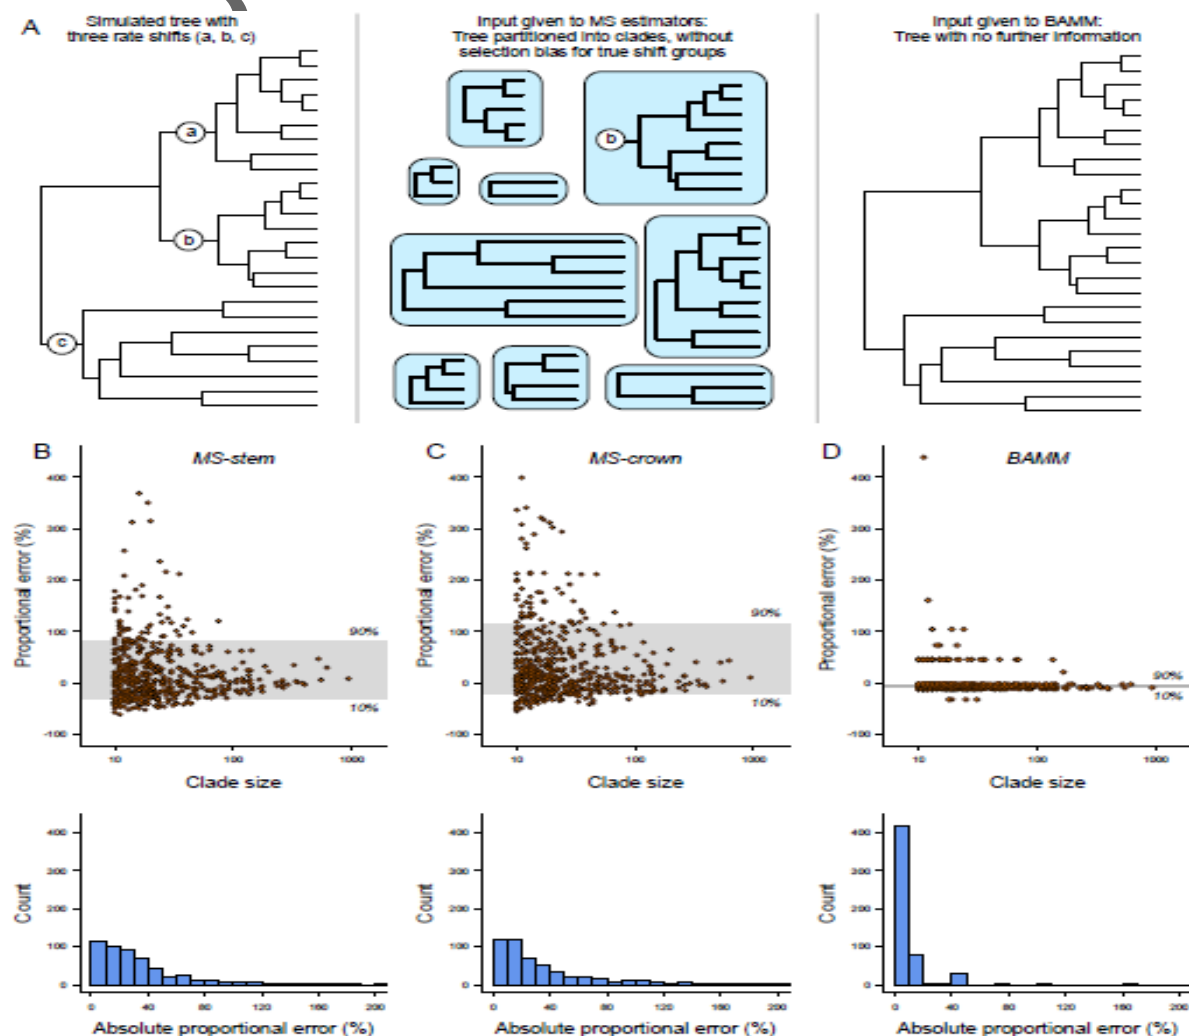 A
Simulated tree with
three rate shifts (a, b, c)
a
b
c
Input given to MS estimators:
Tree partitioned into clades, without
selection bias for true shift groups
b
Input given to BAMM:
Tree with no further information
B
MS-stem
Proportional error (%)
400
300
200
100
0
-100
90%
10%
10
100
1000
Clade size
C
MS-crown
Proportional error (%)
400
300
200
100
0
-100
90%
10%
10
100
1000
Clade size
D
BAMM
Proportional error (%)
400
300
200
100
0
-100
90%
10%
10
100
1000
Clade size
Count
400
300
200
100
0
0
40
80
120
160
200
Absolute proportional error (%)
Count
400
300
200
100
0
0
40
80
120
160
200
Absolute proportional error (%)
Count
400
300
200
100
0
0
40
80
120
160
200
Absolute proportional error (%)